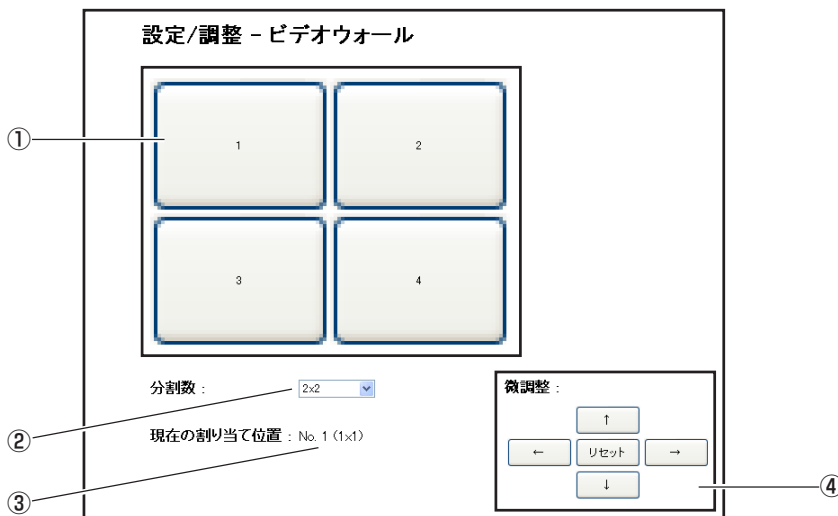 設定/調整 - ビデオウォール
①
1
2
3
4
分割数 :
2x2
②
現在の割り当て位置 : No. 1 (1x1)
③
微調整 :
↑
←
リセット
→
↓
④